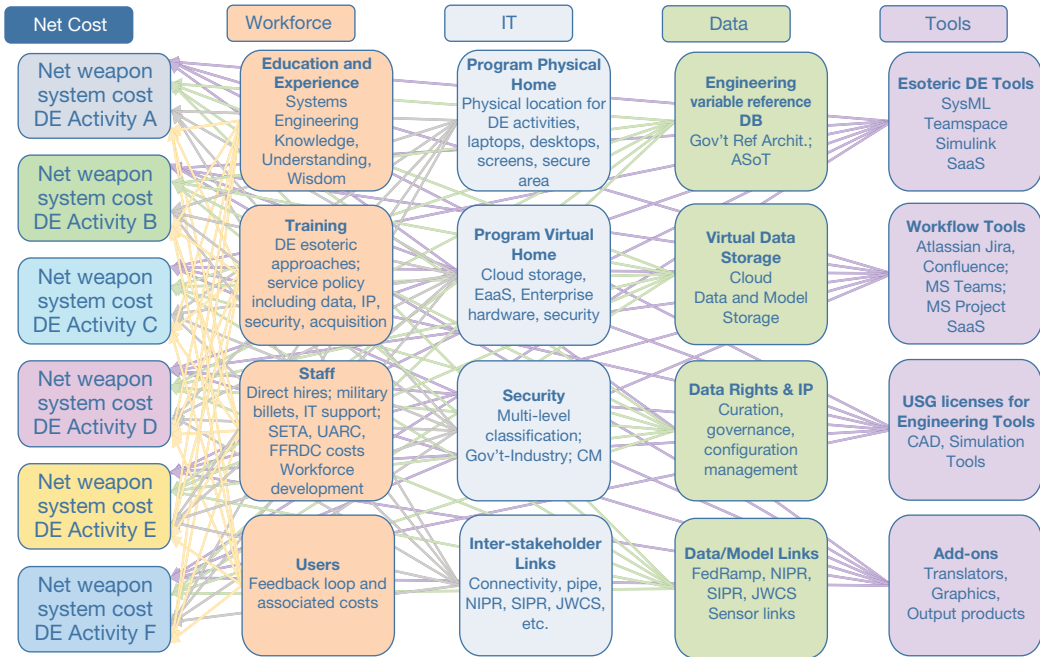 Net Cost
Workforce
IT
Data
Tools
Net weapon
system cost
DE Activity A
Net weapon
system cost
DE Activity B
Net weapon
system cost
DE Activity C
Net weapon
system cost
DE Activity D
Net weapon
system cost
DE Activity E
Net weapon
system cost
DE Activity F
Education and
Experience
Systems
Engineering
Knowledge,
Understanding,
Wisdom
Training
DE esoteric
approaches;
service policy
including data, IP,
security, acquisition
Staff
Direct hires; military
billets, IT support;
SETA, UARC,
FFRDC costs
Workforce
development
Users
Feedback loop and
associated costs
Program Physical
Home
Physical location for
DE activities,
laptops, desktops,
screens, secure
area
Program Virtual
Home
Cloud storage,
EaaS, Enterprise
hardware, security
Security
Multi-level
classification;
Gov't-Industry; CM
Inter-stakeholder
Links
Connectivity, pipe,
NIPR, SIPR, JWCS,
etc.
Engineering
variable reference
DB
Gov't Ref Archit.;
ASoT
Virtual Data
Storage
Cloud
Data and Model
Storage
Data Rights & IP
Curation,
governance,
configuration
management
Data/Model Links
FedRamp, NIPR,
SIPR, JWCS
Sensor links
Esoteric DE Tools
SysML
Teamspace
Simulink
SaaS
Workflow Tools
Atlassian Jira,
Confluence;
MS Teams;
MS Project
SaaS
USG licenses for
Engineering Tools
CAD, Simulation
Tools
Add-ons
Translators,
Graphics,
Output products